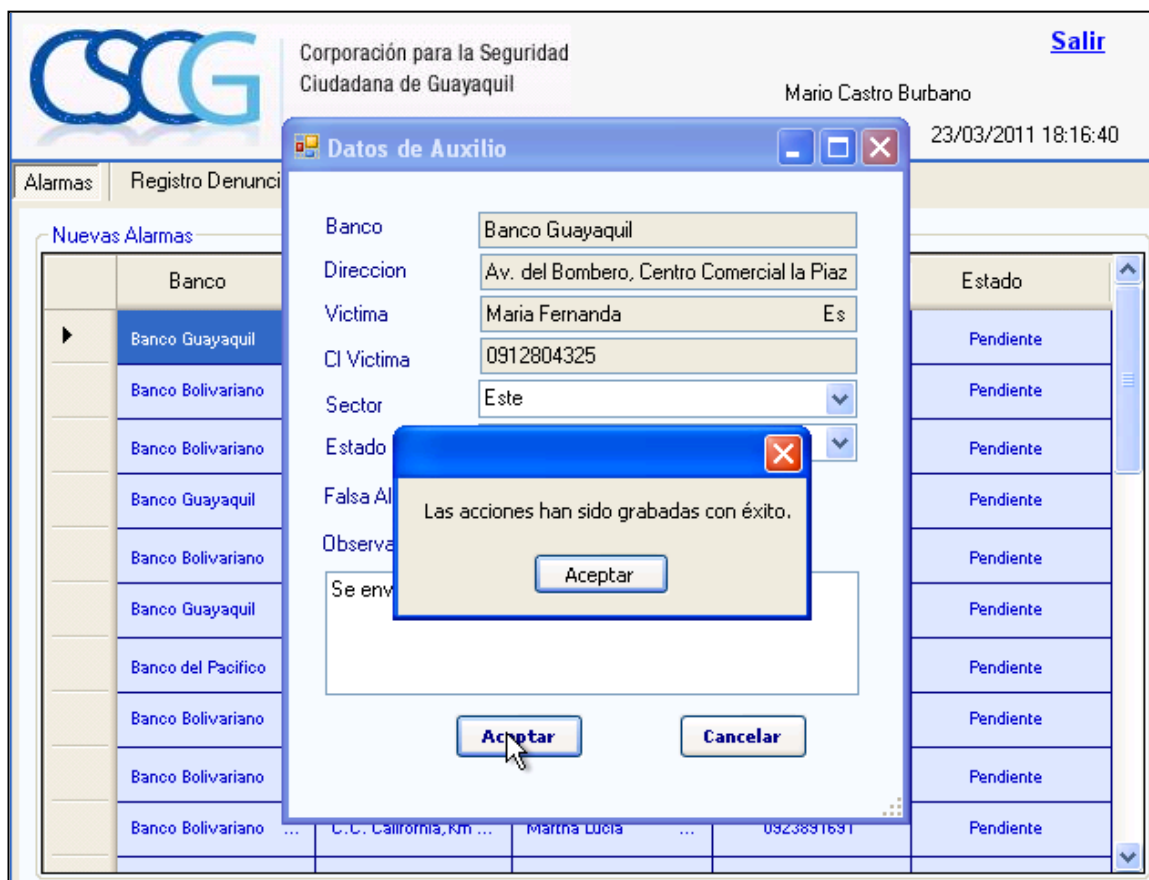 CSCG
Corporación para la Seguridad
Ciudadana de Guayaquil
Salir
Mario Castro Burbano
23/03/2011 18:16:40
Alarmas
Registro Denunci
Nuevas Alarmas
Banco
Estado
Banco Guayaquil
Pendiente
Banco Bolivariano
Pendiente
Banco Bolivariano
Pendiente
Banco Guayaquil
Pendiente
Banco Bolivariano
Pendiente
Banco Guayaquil
Pendiente
Banco del Pacifico
Pendiente
Banco Bolivariano
Pendiente
Banco Bolivariano
Pendiente
Banco Bolivariano ... C.C. California, Km ... Martha Lucia ... 0923891691 Pendiente
Datos de Auxilio
Banco Banco Guayaquil
Direccion Av. del Bombero, Centro Comercial la Piaz
Victima Maria Fernanda Es
CI Victima 0912804325
Sector Este
Estado
Falsa Al
Observa
Se env
Las acciones han sido grabadas con éxito.
Aceptar
Aceptar
Cancelar